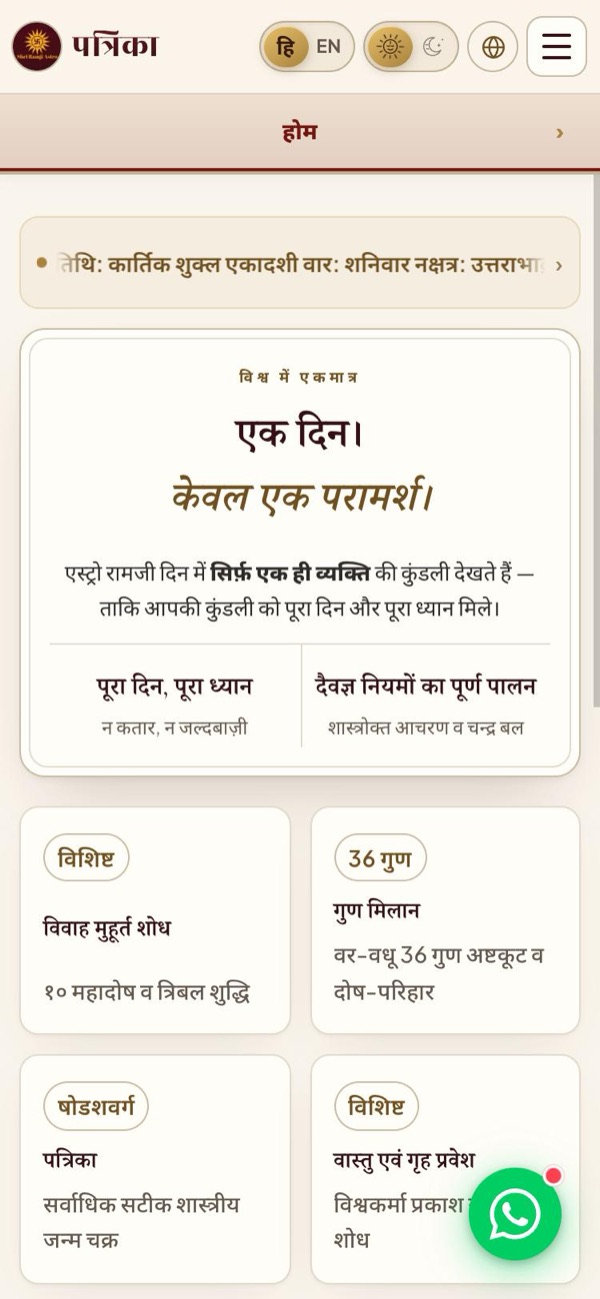 पत्रिका
हि EN
होम
तिथि: कार्तिक शुक्ल एकादशी वार: शनिवार नक्षत्र: उत्तराभा
विश्व में एकमात्र
एक दिन।
केवल एक परामर्श।
एस्ट्रो रामजी दिन में सिर्फ़ एक ही व्यक्ति की कुंडली देखते हैं —
ताकि आपकी कुंडली को पूरा दिन और पूरा ध्यान मिले।
पूरा दिन, पूरा ध्यान
न कतार, न जल्दबाज़ी
दैवज्ञ नियमों का पूर्ण पालन
शास्त्रोक्त आचरण व चन्द्र बल
विशिष्ट
विवाह मुहूर्त शोध
१० महादोष व त्रिबल शुद्धि
36 गुण
गुण मिलान
वर-वधू 36 गुण अष्टकूट व
दोष-परिहार
षोडशवर्ग
पत्रिका
सर्वाधिक सटीक शास्त्रीय
जन्म चक्र
विशिष्ट
वास्तु एवं गृह प्रवेश
विश्वकर्मा प्रकाश
शोध